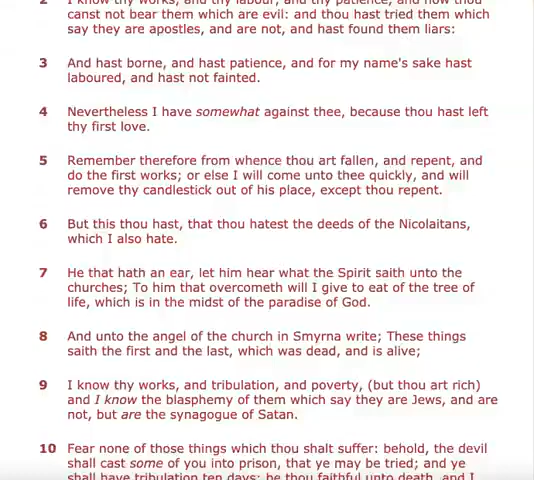 2 I know thy works, and thy labour, and thy patience, and how thou
canst not bear them which are evil: and thou hast tried them which
say they are apostles, and are not, and hast found them liars:
3 And hast borne, and hast patience, and for my name's sake hast
laboured, and hast not fainted.
4 Nevertheless I have somewhat against thee, because thou hast left
thy first love.
5 Remember therefore from whence thou art fallen, and repent, and
do the first works; or else I will come unto thee quickly, and will
remove thy candlestick out of his place, except thou repent.
6 But this thou hast, that thou hatest the deeds of the Nicolaitans,
which I also hate.
7 He that hath an ear, let him hear what the Spirit saith unto the
churches; To him that overcometh will I give to eat of the tree of
life, which is in the midst of the paradise of God.
8 And unto the angel of the church in Smyrna write; These things
saith the first and the last, which was dead, and is alive;
9 I know thy works, and tribulation, and poverty, (but thou art rich)
and I know the blasphemy of them which say they are Jews, and are
not, but are the synagogue of Satan.
10 Fear none of those things which thou shalt suffer: behold, the devil
shall cast some of you into prison, that ye may be tried; and ye
shall have tribulation ten days: be thou faithful unto death, and I